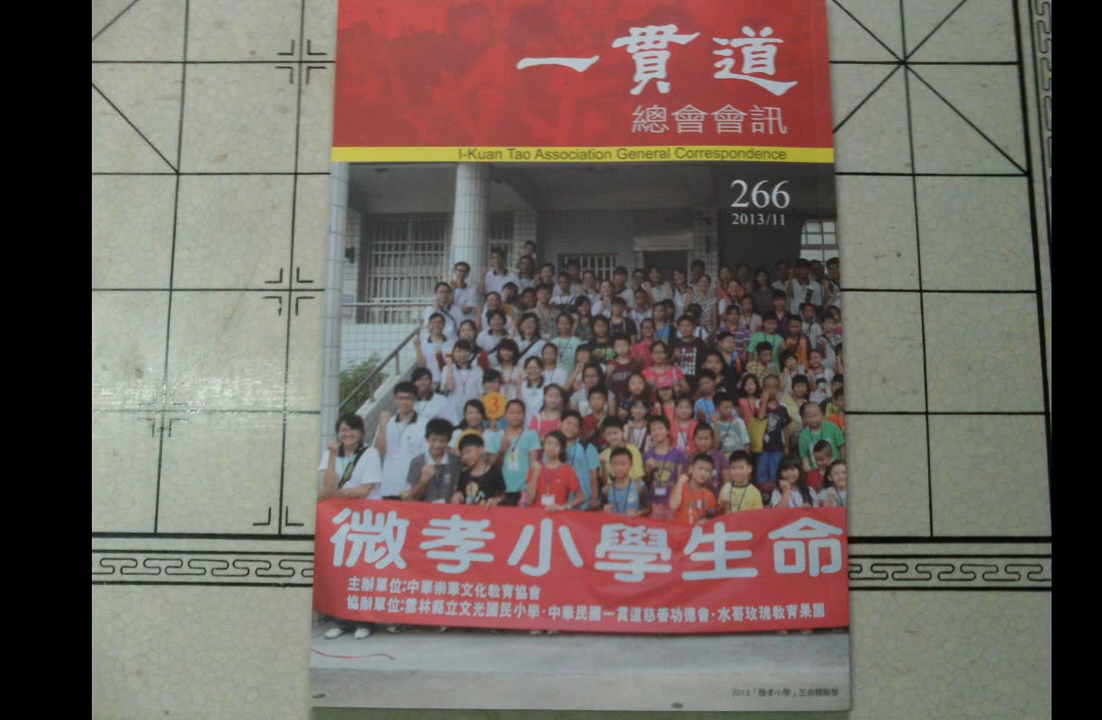 一貫道
總會會訊
I-Kuan Tao Association General Correspondence
266
2013/11
3
微孝小學生命
主辦單位:中華崇華文化教育協會
協辦單位:雲林縣立文光國民小學·中華民國一貫道慈善功德會·水哥玫瑰教育果園
2013「微孝小學」生命體驗營